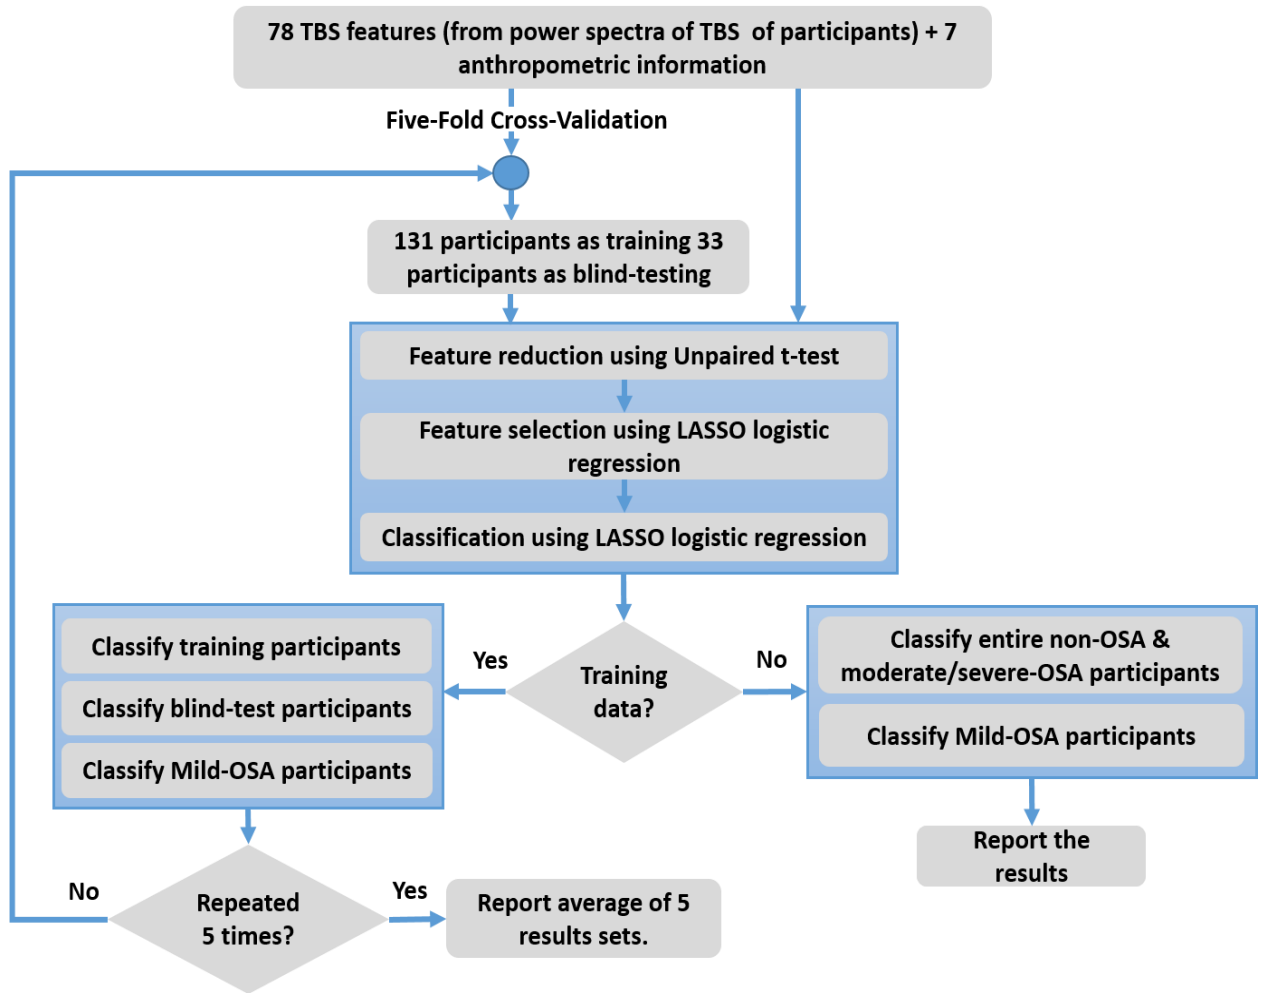 78 TBS features (from power spectra of TBS of participants) + 7
anthropometric information
Five-Fold Cross-Validation
131 participants as training 33
participants as blind-testing
Feature reduction using Unpaired t-test
Feature selection using LASSO logistic
regression
Classification using LASSO logistic regression
Training
data?
Yes
No
Classify training participants
Classify blind-test participants
Classify Mild-OSA participants
Classify entire non-OSA &
moderate/severe-OSA participants
Classify Mild-OSA participants
Report the
results
Repeated
5 times?
No
Yes
Report average of 5
results sets.